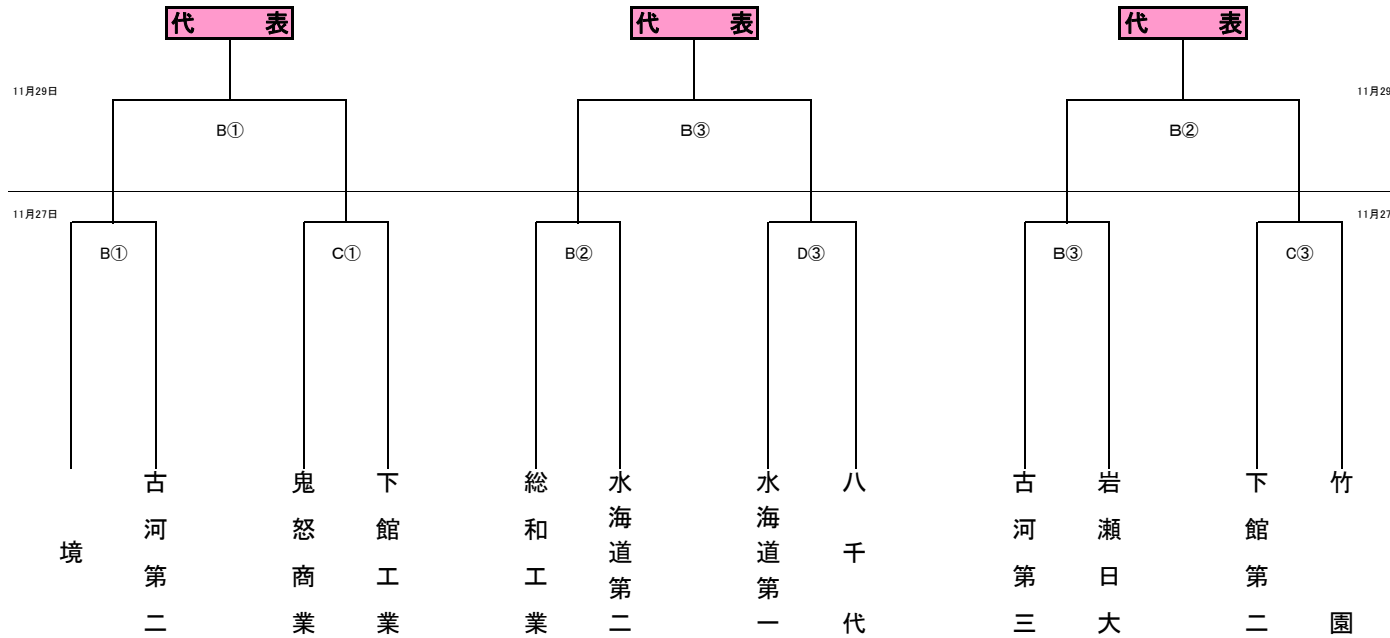 代 表
代 表
代 表
11月29日
11月29
B①
B③
B②
11月27日
11月27
B①
C①
B②
D③
B③
C③
境
古河第二
鬼怒商業
下館工業
総和工業
水海道第二
水海道第一
八千代
古河第三
岩瀬日大
下館第二
竹園